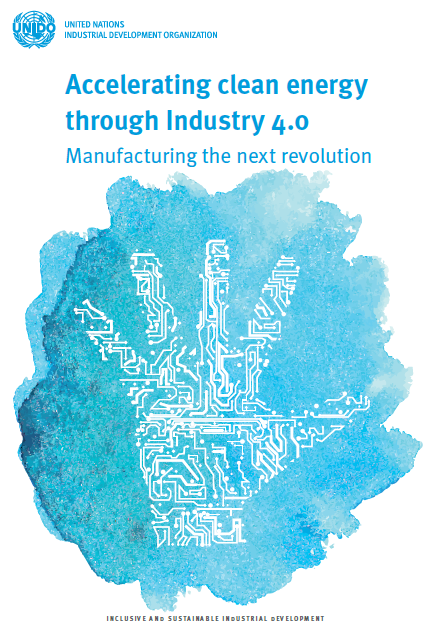 UNIDO
UNITED NATIONS
INDUSTRIAL DEVELOPMENT ORGANIZATION
Accelerating clean energy
through Industry 4.0
Manufacturing the next revolution
INCLUSIVE AND SUSTAINABLE INDUSTRIAL DEVELOPMENT